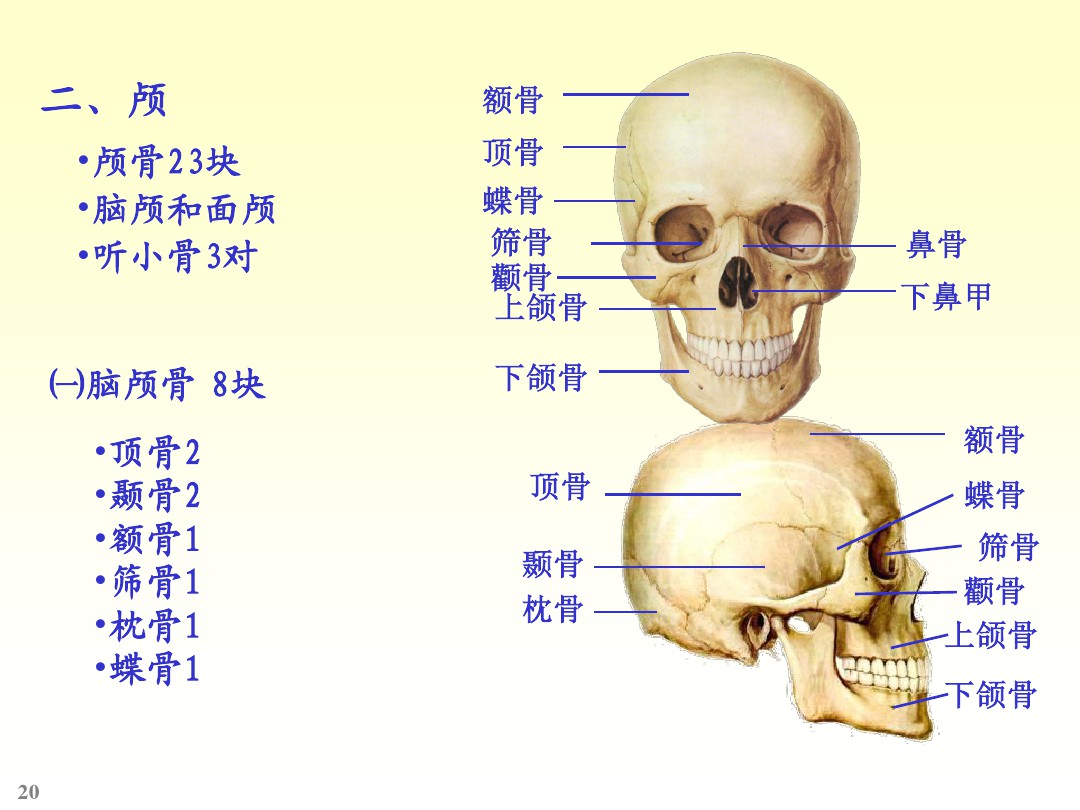 二、颅
•颅骨23块
•脑颅和面颅
•听小骨3对
㈠脑颅骨 8块
•顶骨2
•颞骨2
•额骨1
•筛骨1
•枕骨1
•蝶骨1
额骨
顶骨
蝶骨
筛骨
颧骨
上颌骨
下颌骨
鼻骨
下鼻甲
顶骨
颞骨
枕骨
额骨
蝶骨
筛骨
颧骨
上颌骨
下颌骨
20